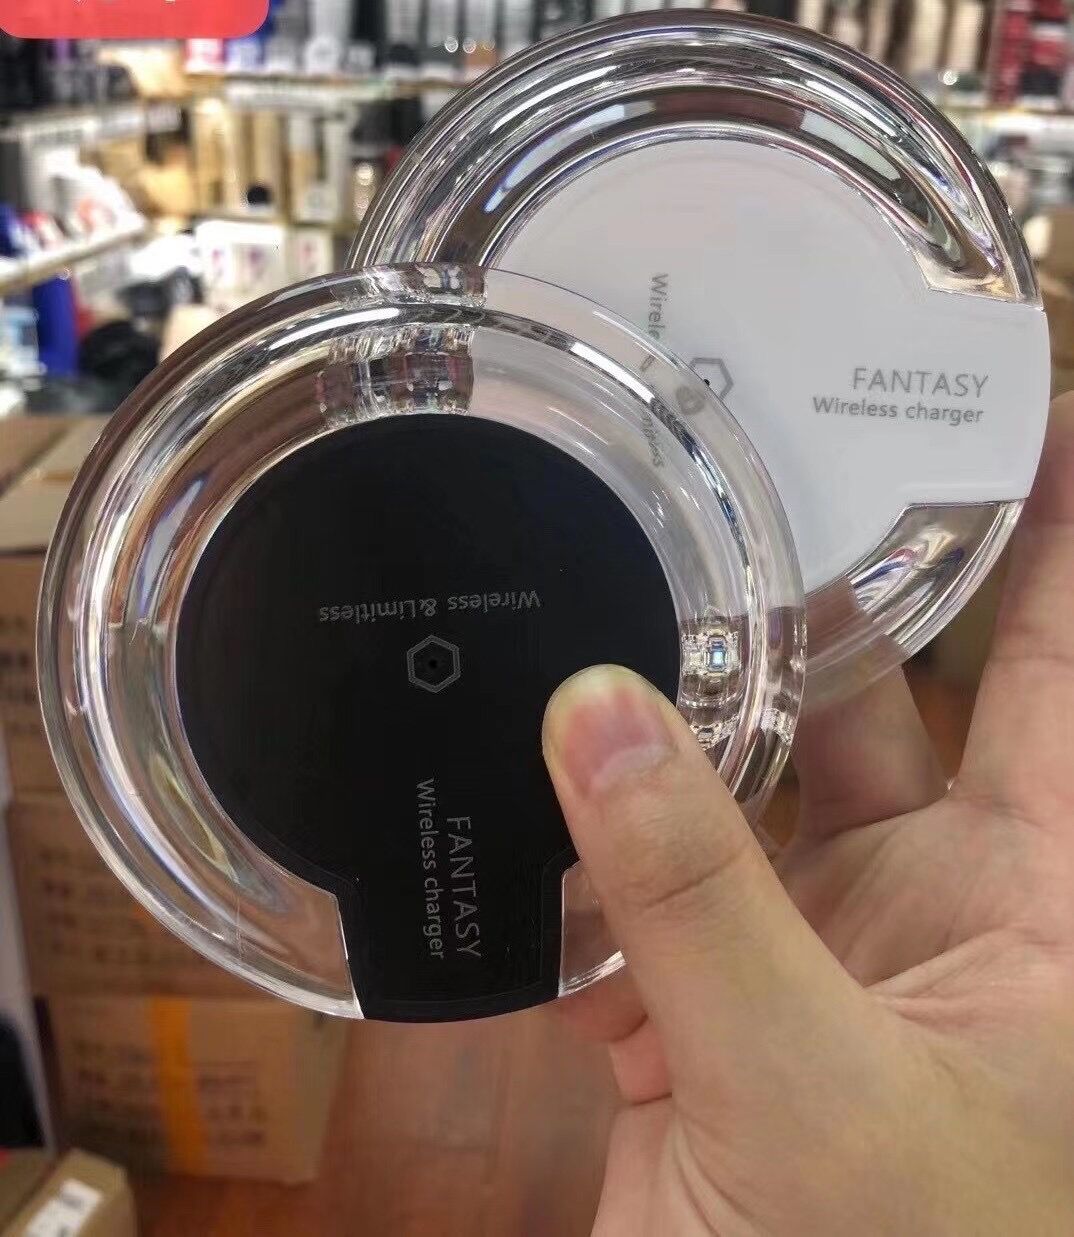 FANTASY
Wireless charger
Wireless & Limitless
FANTASY
Wireless charger